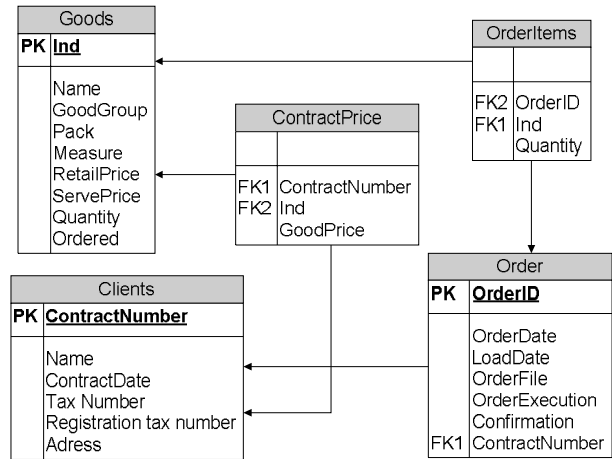 Goods
PK Ind
Name
GoodGroup
Pack
Measure
RetailPrice
ServePrice
Quantity
Ordered
OrderItems
FK2 OrderID
FK1 Ind
Quantity
ContractPrice
FK1 ContractNumber
FK2 Ind
GoodPrice
Clients
PK ContractNumber
Name
ContractDate
Tax Number
Registration tax number
Adress
Order
PK OrderID
OrderDate
LoadDate
OrderFile
OrderExecution
Confirmation
FK1 ContractNumber